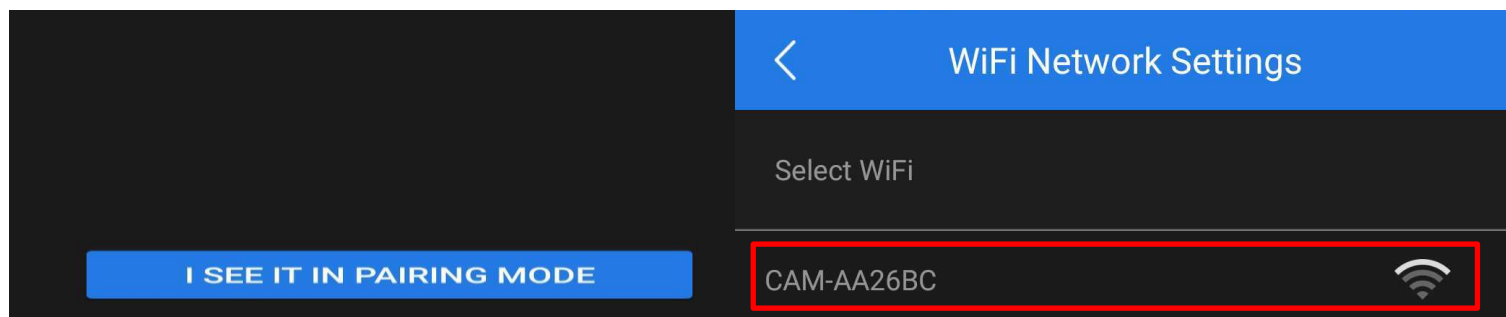 I SEE IT IN PAIRING MODE
WiFi Network Settings
Select WiFi
CAM-AA26BC